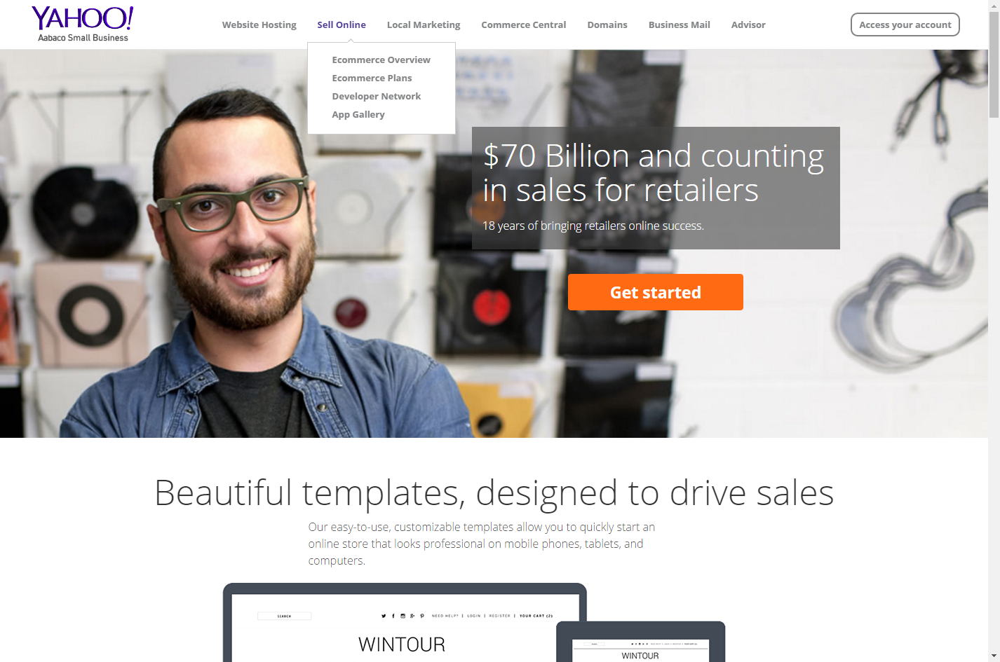 YAHOO!
Aabaco Small Business
Website Hosting
Sell Online
Local Marketing
Commerce Central
Domains
Business Mail
Advisor
Access your account
Ecommerce Overview
Ecommerce Plans
Developer Network
App Gallery
$70 Billion and counting
in sales for retailers
18 years of bringing retailers online success.
Get started
Beautiful templates, designed to drive sales
Our easy-to-use, customizable templates allow you to quickly start an
online store that looks professional on mobile phones, tablets, and
computers.
SEARCH
NEED HELP? | LOGIN | REGISTER | YOUR CART (2)
WINTOUR
WINTOUR